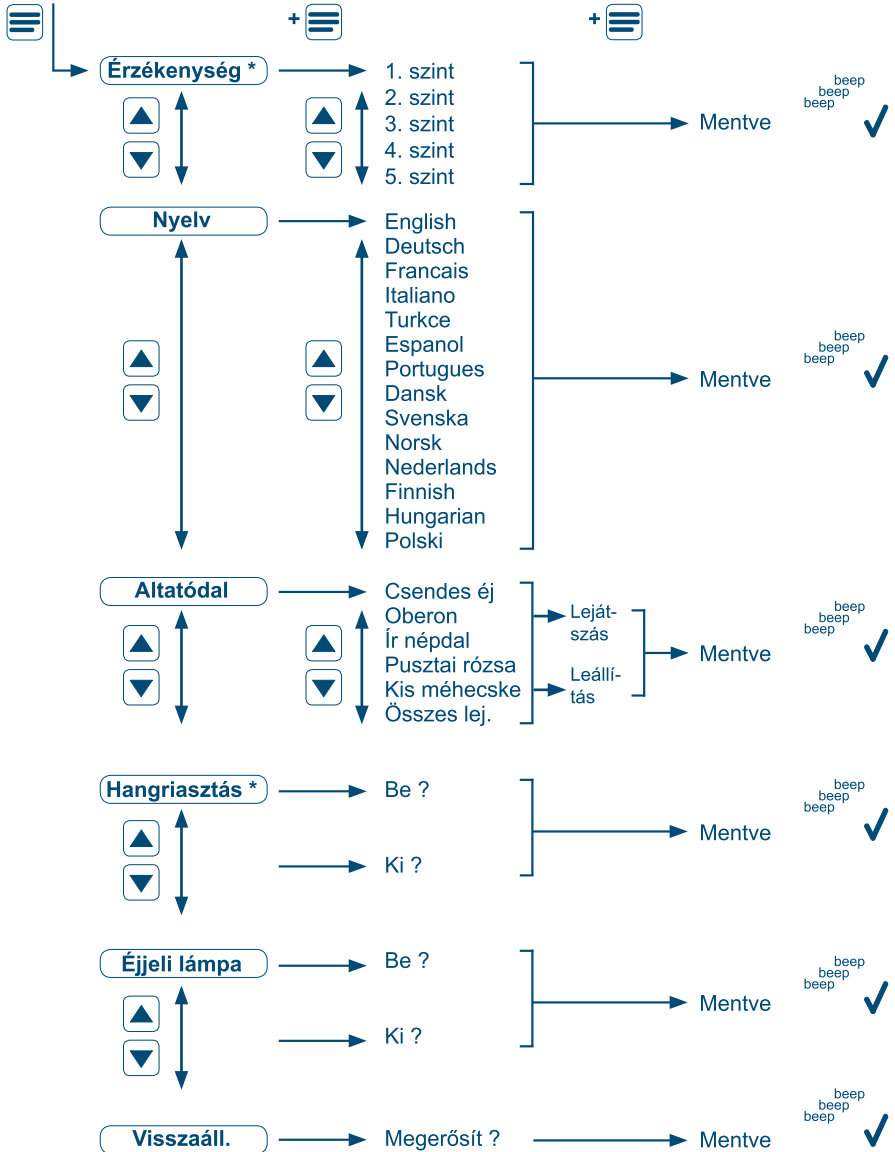 +
+
Érzékenység *
1. szint
2. szint
3. szint
4. szint
5. szint
Mentve
beep
beep
beep
Nyelv
English
Deutsch
Francais
Italiano
Turkce
Espanol
Portugues
Dansk
Svenska
Norsk
Nederlands
Finnish
Hungarian
Polski
Mentve
beep
beep
beep
Altatódal
Csendes éj
Oberon
Ír népdal
Pusztai rózsa
Kis méhecske
Összes lej.
Leját-
szás
Leállí-
tás
Mentve
beep
beep
beep
Hangriasztás *
Be ?
Ki ?
Mentve
beep
beep
beep
Éjjeli lámpa
Be ?
Ki ?
Mentve
beep
beep
beep
Visszaáll.
Megerősít ?
Mentve
beep
beep
beep